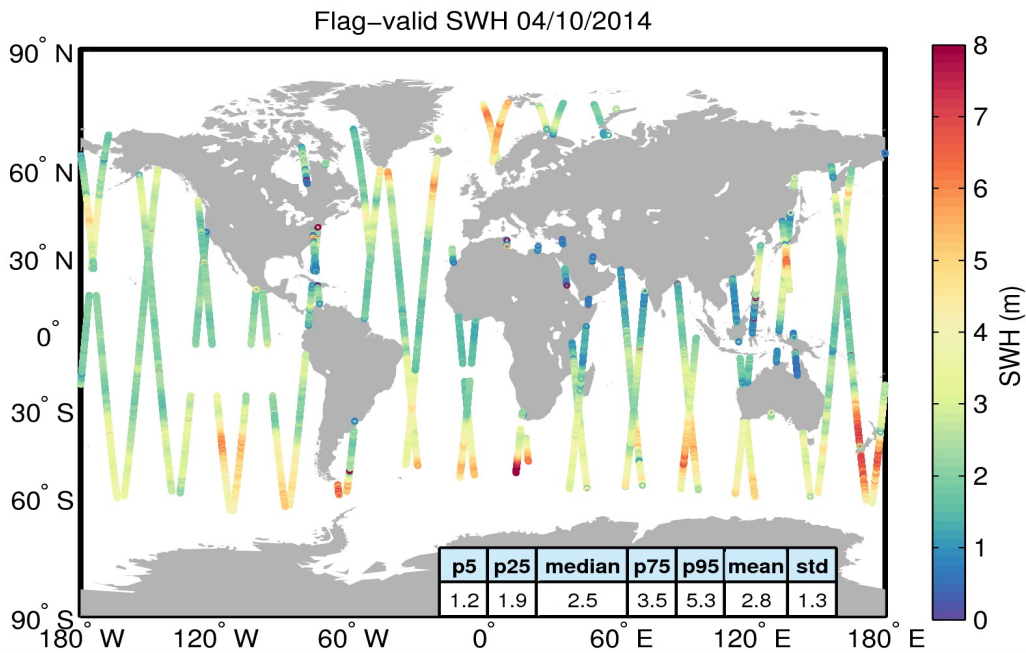 Flag−valid SWH 04/10/2014
90° N
60° N
30° N
0°
30° S
60° S
90° S
180° W
120° W
60° W
0°
60° E
120° E
180° E
p5 p25 median p75 p95 mean std
1.2 1.9 2.5 3.5 5.3 2.8 1.3
8
7
6
5
4
3
2
1
0
SWH (m)